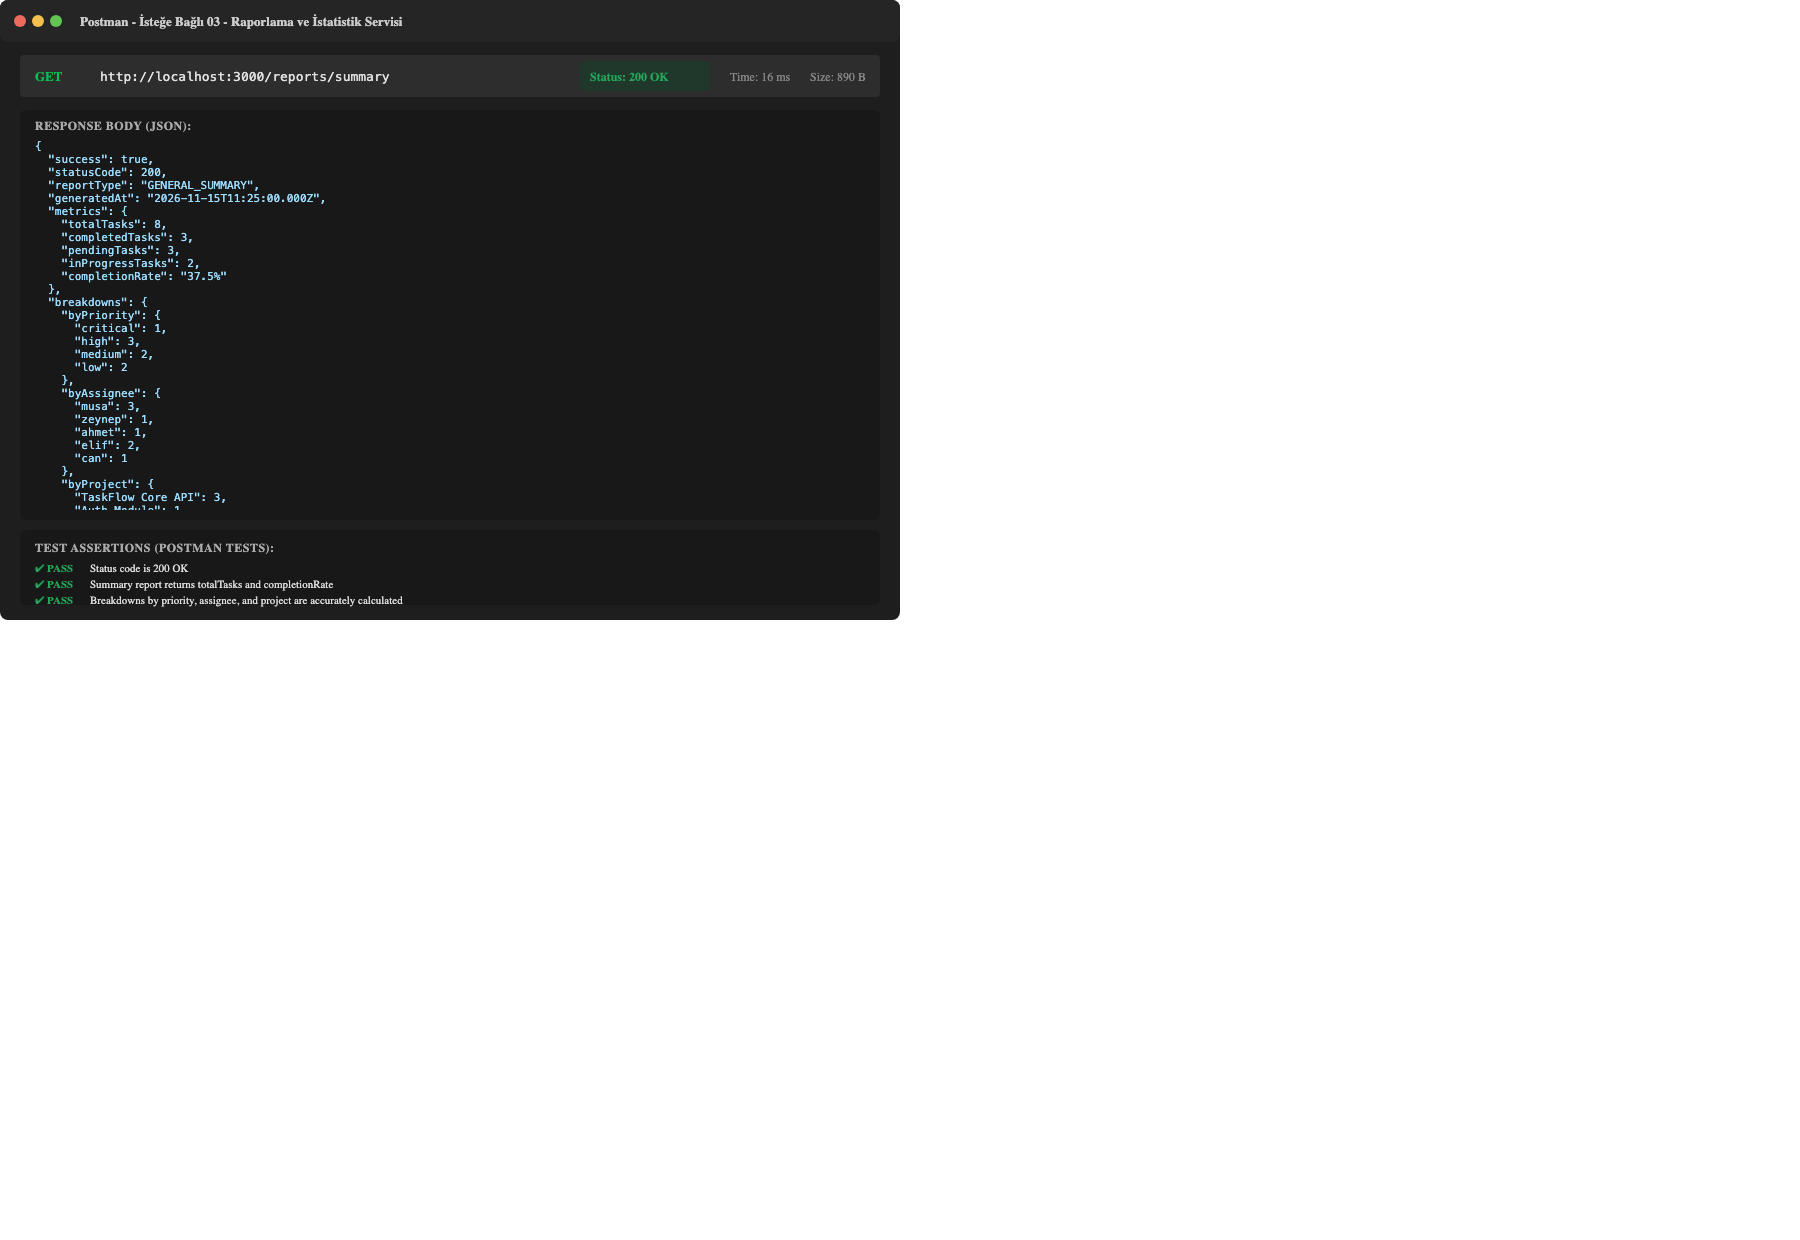 Postman - İsteğe Bağlı 03 - Raporlama ve İstatistik Servisi
GET http://localhost:3000/reports/summary Status: 200 OK Time: 16 ms Size: 890 B
RESPONSE BODY (JSON):
{
  "success": true,
  "statusCode": 200,
  "reportType": "GENERAL_SUMMARY",
  "generatedAt": "2026-11-15T11:25:00.000Z",
  "metrics": {
    "totalTasks": 8,
    "completedTasks": 3,
    "pendingTasks": 3,
    "inProgressTasks": 2,
    "completionRate": "37.5%"
  },
  "breakdowns": {
    "byPriority": {
      "critical": 1,
      "high": 3,
      "medium": 2,
      "low": 2
    },
    "byAssignee": {
      "musa": 3,
      "zeynep": 1,
      "ahmet": 1,
      "elif": 2,
      "can": 1
    },
    "byProject": {
      "TaskFlow Core API": 3,
      "Auth Module": 1
TEST ASSERTIONS (POSTMAN TESTS):
✔ PASS Status code is 200 OK
✔ PASS Summary report returns totalTasks and completionRate
✔ PASS Breakdowns by priority, assignee, and project are accurately calculated